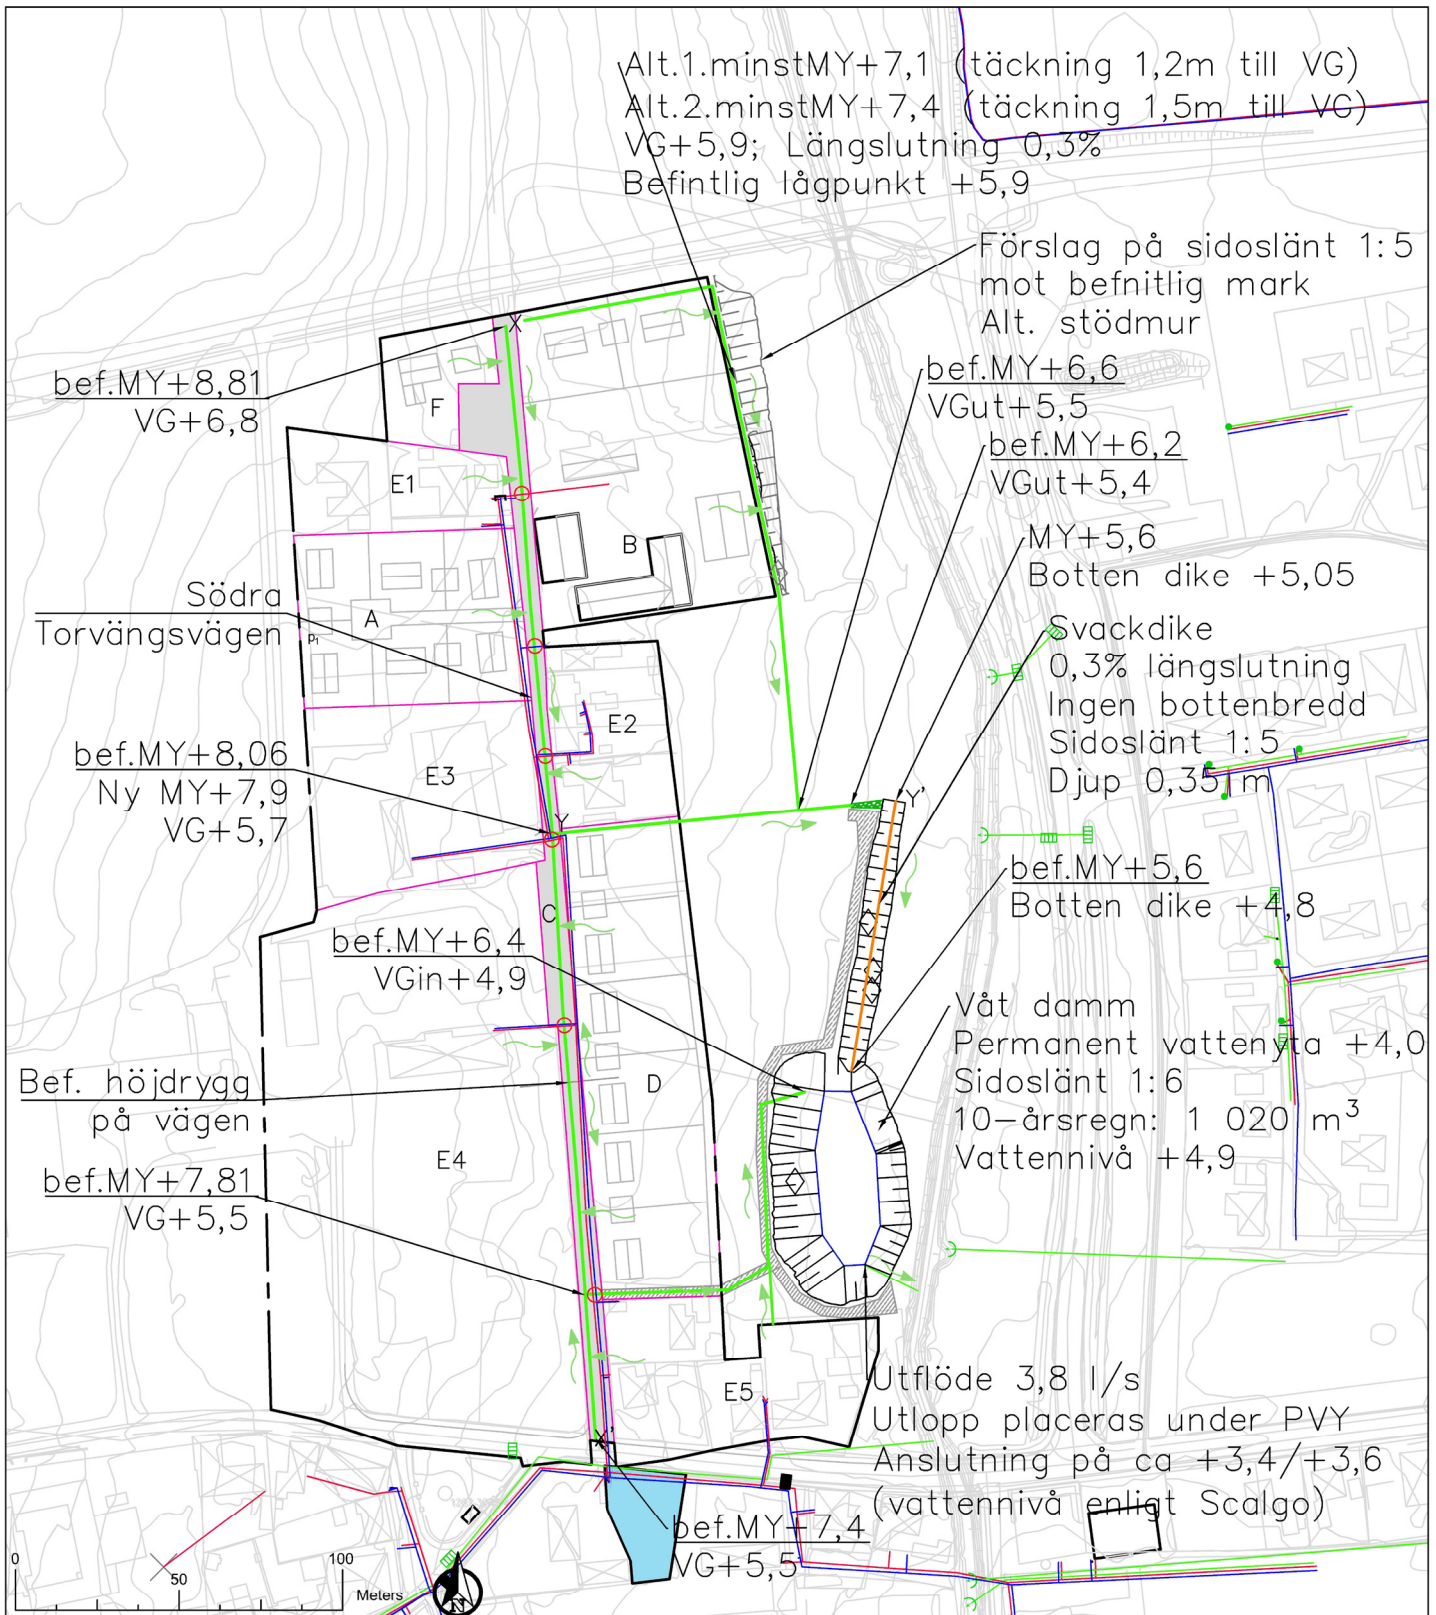 Alt.1.minstMY+7,1 (täckning 1,2m till VG)
Alt.2.minstMY+7,4 (täckning 1,5m till VG)
VG+5,9; Längslutning 0,3%
Befintlig lågpunkt +5,9
Förslag på sidoslänt 1:5
mot befnitlig mark
Alt. stödmur
bef.MY+8,81
VG+6,8
X
F
bef.MY+6,6
VGut+5,5
bef.MY+6,2
VGut+5,4
E1
B
MY+5,6
Botten dike +5,05
Södra
Torvängsvägen
A
p1
Svackdike
0,3% längslutning
Ingen bottenbredd
Sidoslänt 1:5
Djup 0,35 m
E2
bef.MY+8,06
Ny MY+7,9
VG+5,7
E3
Y
Y'
bef.MY+5,6
Botten dike +4,8
C
bef.MY+6,4
VGin+4,9
Våt damm
Permanent vattenyta +4,0
Sidoslänt 1:6
10-årsregn: 1 020 m³
Vattennivå +4,9
Bef. höjdrygg
på vägen
D
E4
bef.MY+7,81
VG+5,5
E5
Utflöde 3,8 l/s
Utlopp placeras under PVY
Anslutning på ca +3,4/+3,6
(vattennivå enligt Scalgo)
X'
bef.MY+7,4
VG+5,5
0
50
100
Meters
N